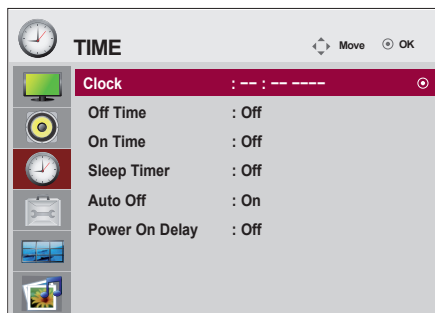 TIME
Move OK
Clock : -- : -- ----
Off Time : Off
On Time : Off
Sleep Timer : Off
Auto Off : On
Power On Delay : Off